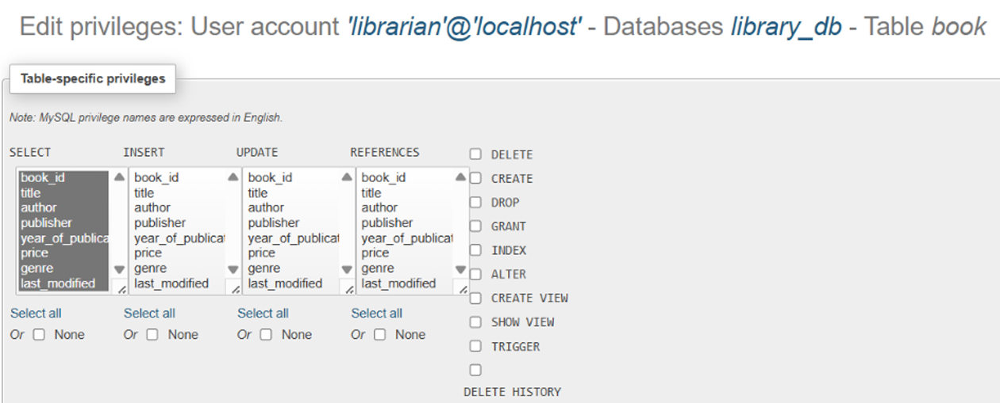 Edit privileges: User account 'librarian'@'localhost' - Databases library_db - Table book
Table-specific privileges
Note: MySQL privilege names are expressed in English.
SELECT INSERT UPDATE REFERENCES
book_id book_id book_id book_id
title title title title
author author author author
publisher publisher publisher publisher
year_of_publica year_of_publicat year_of_publicat year_of_publicat
price price price price
genre genre genre genre
last_modified last_modified last_modified last_modified
Select all Select all Select all Select all
Or None Or None Or None Or None
DELETE
CREATE
DROP
GRANT
INDEX
ALTER
CREATE VIEW
SHOW VIEW
TRIGGER
DELETE HISTORY